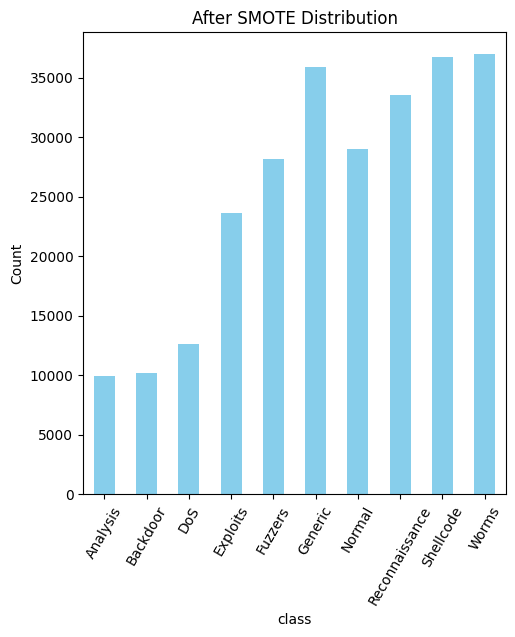 After SMOTE Distribution
Count
35000
30000
25000
20000
15000
10000
5000
0
Analysis
Backdoor
DoS
Exploits
Fuzzers
Generic
Normal
Reconnaissance
Shellcode
Worms
class